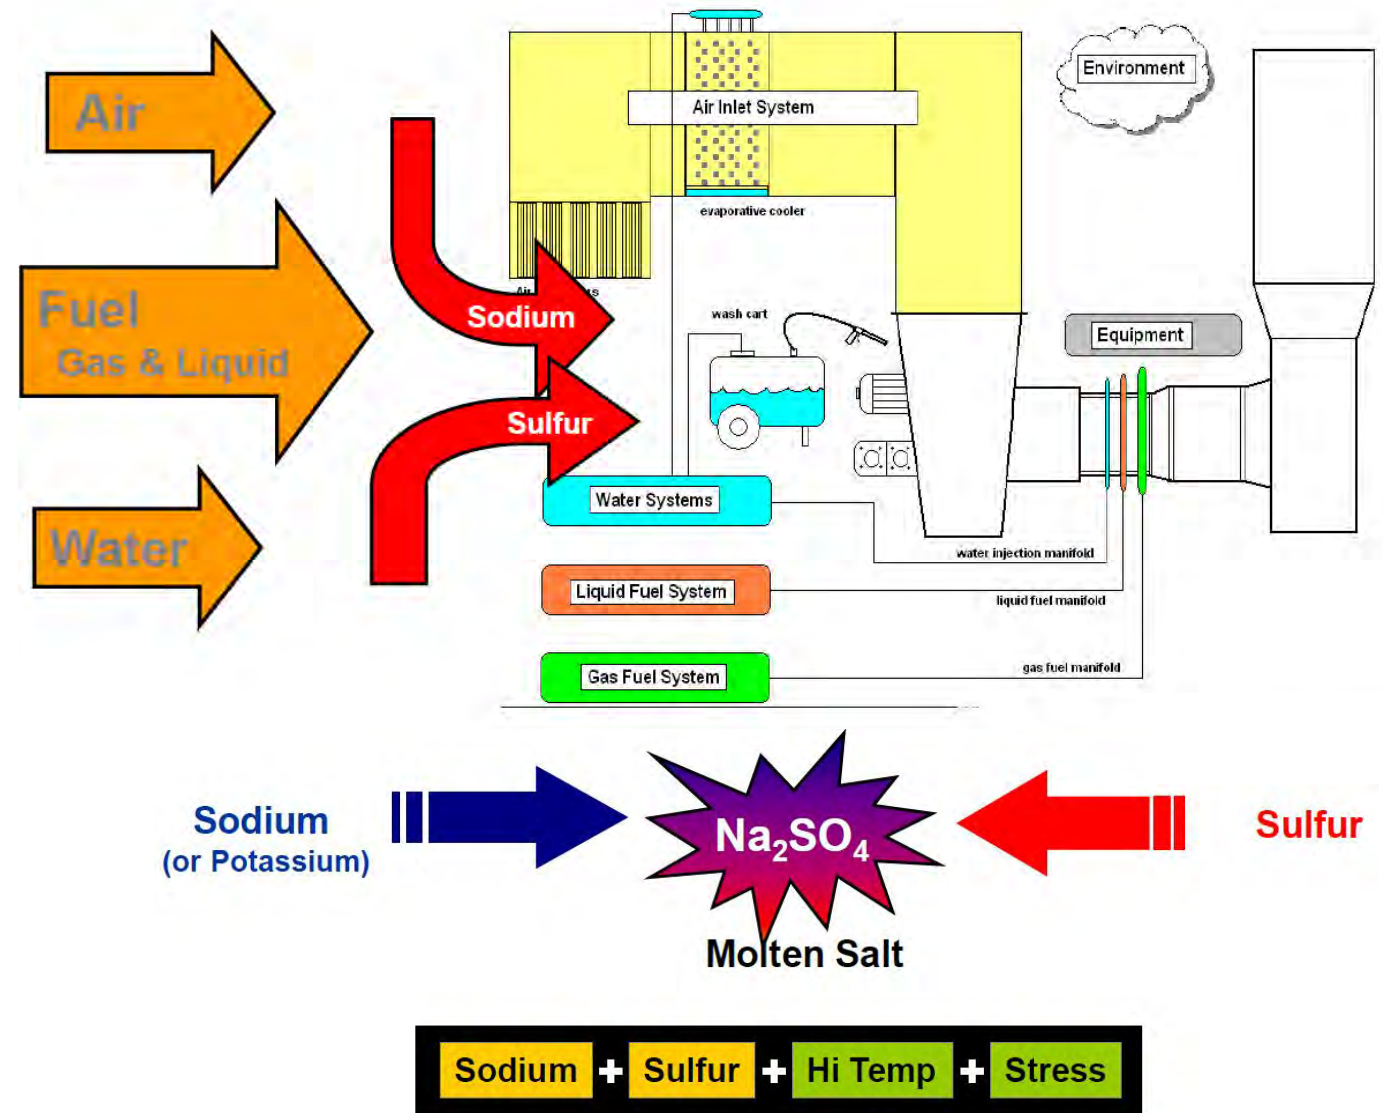 Air
Environment
Air Inlet System
evaporative cooler
Fuel
Gas & Liquid
Sodium
wash cart
Equipment
Sulfur
Water Systems
Water
water injection manifold
Liquid Fuel System
liquid fuel manifold
Gas Fuel System
gas fuel manifold
Sodium
(or Potassium)
Na₂SO₄
Sulfur
Molten Salt
Sodium + Sulfur + Hi Temp + Stress